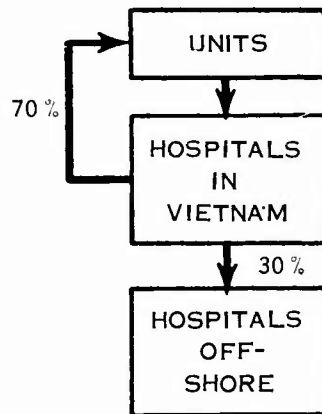 UNITS
70 %
HOSPITALS
IN
VIETNAM
30 %
HOSPITALS
OFF-
SHORE